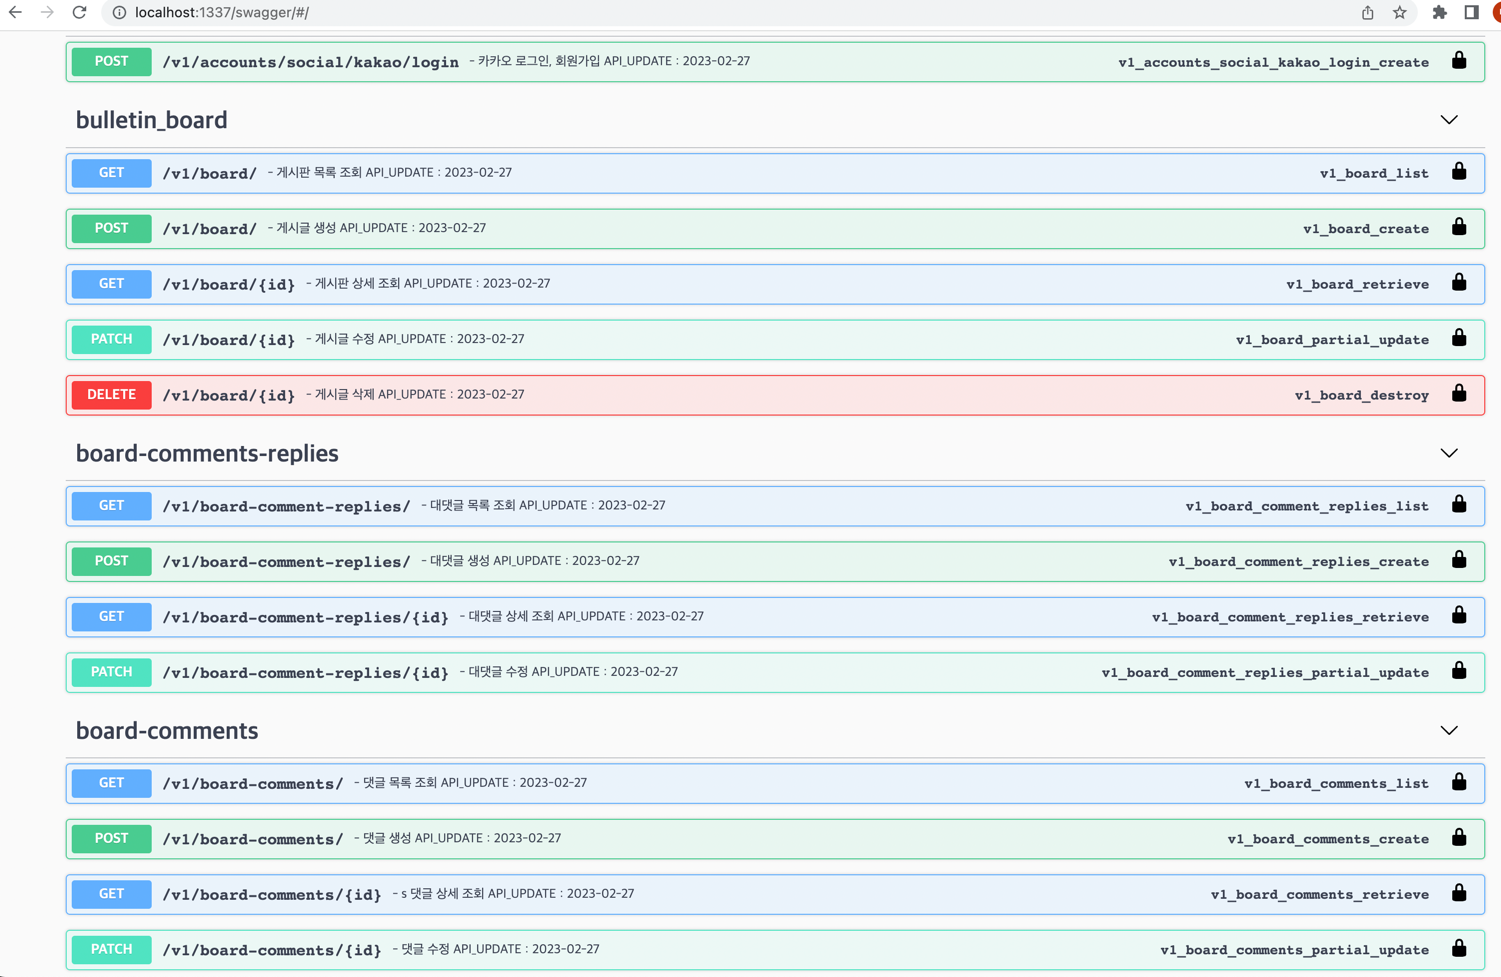 localhost:1337/swagger/#/
POST /v1/accounts/social/kakao/login - 카카오 로그인, 회원가입 API_UPDATE : 2023-02-27 v1_accounts_social_kakao_login_create
bulletin_board
GET /v1/board/ - 게시판 목록 조회 API_UPDATE : 2023-02-27 v1_board_list
POST /v1/board/ - 게시글 생성 API_UPDATE : 2023-02-27 v1_board_create
GET /v1/board/{id} - 게시판 상세 조회 API_UPDATE : 2023-02-27 v1_board_retrieve
PATCH /v1/board/{id} - 게시글 수정 API_UPDATE : 2023-02-27 v1_board_partial_update
DELETE /v1/board/{id} - 게시글 삭제 API_UPDATE : 2023-02-27 v1_board_destroy
board-comments-replies
GET /v1/board-comment-replies/ - 대댓글 목록 조회 API_UPDATE : 2023-02-27 v1_board_comment_replies_list
POST /v1/board-comment-replies/ - 대댓글 생성 API_UPDATE : 2023-02-27 v1_board_comment_replies_create
GET /v1/board-comment-replies/{id} - 대댓글 상세 조회 API_UPDATE : 2023-02-27 v1_board_comment_replies_retrieve
PATCH /v1/board-comment-replies/{id} - 대댓글 수정 API_UPDATE : 2023-02-27 v1_board_comment_replies_partial_update
board-comments
GET /v1/board-comments/ - 댓글 목록 조회 API_UPDATE : 2023-02-27 v1_board_comments_list
POST /v1/board-comments/ - 댓글 생성 API_UPDATE : 2023-02-27 v1_board_comments_create
GET /v1/board-comments/{id} - s 댓글 상세 조회 API_UPDATE : 2023-02-27 v1_board_comments_retrieve
PATCH /v1/board-comments/{id} - 댓글 수정 API_UPDATE : 2023-02-27 v1_board_comments_partial_update